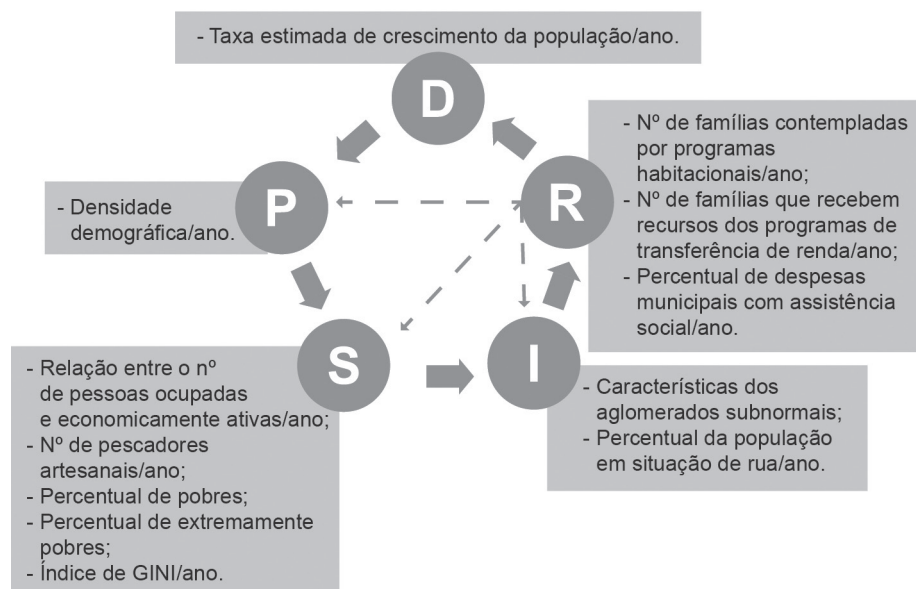 - Taxa estimada de crescimento da população/ano.
D
P
R
S
I
- Densidade
demográfica/ano.
- Nº de famílias contempladas
por programas
habitacionais/ano;
- Nº de famílias que recebem
recursos dos programas de
transferência de renda/ano;
- Percentual de despesas
municipais com assistência
social/ano.
- Relação entre o nº
de pessoas ocupadas
e economicamente ativas/ano;
- Nº de pescadores
artesanais/ano;
- Percentual de pobres;
- Percentual de extremamente
pobres;
- Índice de GINI/ano.
- Características dos
aglomerados subnormais;
- Percentual da população
em situação de rua/ano.